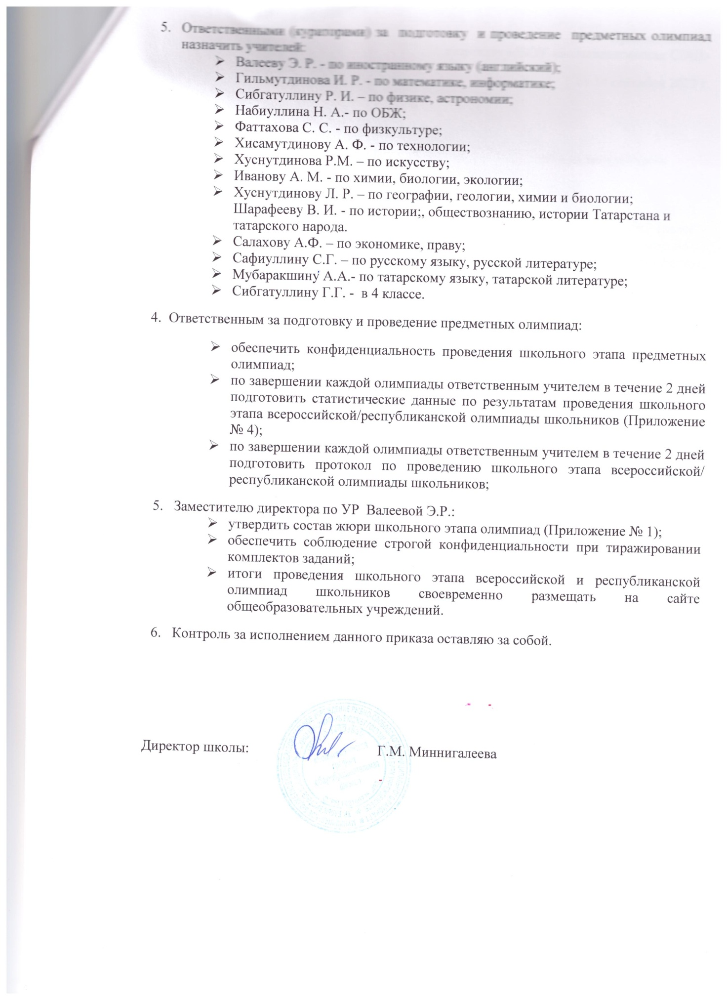 5. Ответственными (кураторами) за подготовку и проведение предметных олимпиад
назначить учителей:
➢ Валееву Э. Р. - по иностранному языку (английский);
➢ Гильмутдинова И. Р. - по математике, информатике;
➢ Сибгатуллину Р. И. – по физике, астрономии;
➢ Набиуллина Н. А.- по ОБЖ;
➢ Фаттахова С. С. - по физкультуре;
➢ Хисамутдинову А. Ф. - по технологии;
➢ Хуснутдинова Р.М. – по искусству;
➢ Иванову А. М. - по химии, биологии, экологии;
➢ Хуснутдинову Л. Р. – по географии, геологии, химии и биологии;
Шарафееву В. И. - по истории;, обществознанию, истории Татарстана и
татарского народа.
➢ Салахову А.Ф. – по экономике, праву;
➢ Сафиуллину С.Г. – по русскому языку, русской литературе;
➢ Мубаракшину А.А.- по татарскому языку, татарской литературе;
➢ Сибгатуллину Г.Г. - в 4 классе.
4. Ответственным за подготовку и проведение предметных олимпиад:
➢ обеспечить конфиденциальность проведения школьного этапа предметных
олимпиад;
➢ по завершении каждой олимпиады ответственным учителем в течение 2 дней
подготовить статистические данные по результатам проведения школьного
этапа всероссийской/республиканской олимпиады школьников (Приложение
№ 4);
➢ по завершении каждой олимпиады ответственным учителем в течение 2 дней
подготовить протокол по проведению школьного этапа всероссийской/
республиканской олимпиады школьников;
5. Заместителю директора по УР Валеевой Э.Р.:
➢ утвердить состав жюри школьного этапа олимпиад (Приложение № 1);
➢ обеспечить соблюдение строгой конфиденциальности при тиражировании
комплектов заданий;
➢ итоги проведения школьного этапа всероссийской и республиканской
олимпиад школьников своевременно размещать на сайте
общеобразовательных учреждений.
6. Контроль за исполнением данного приказа оставляю за собой.
Директор школы: Г.М. Миннигалеева